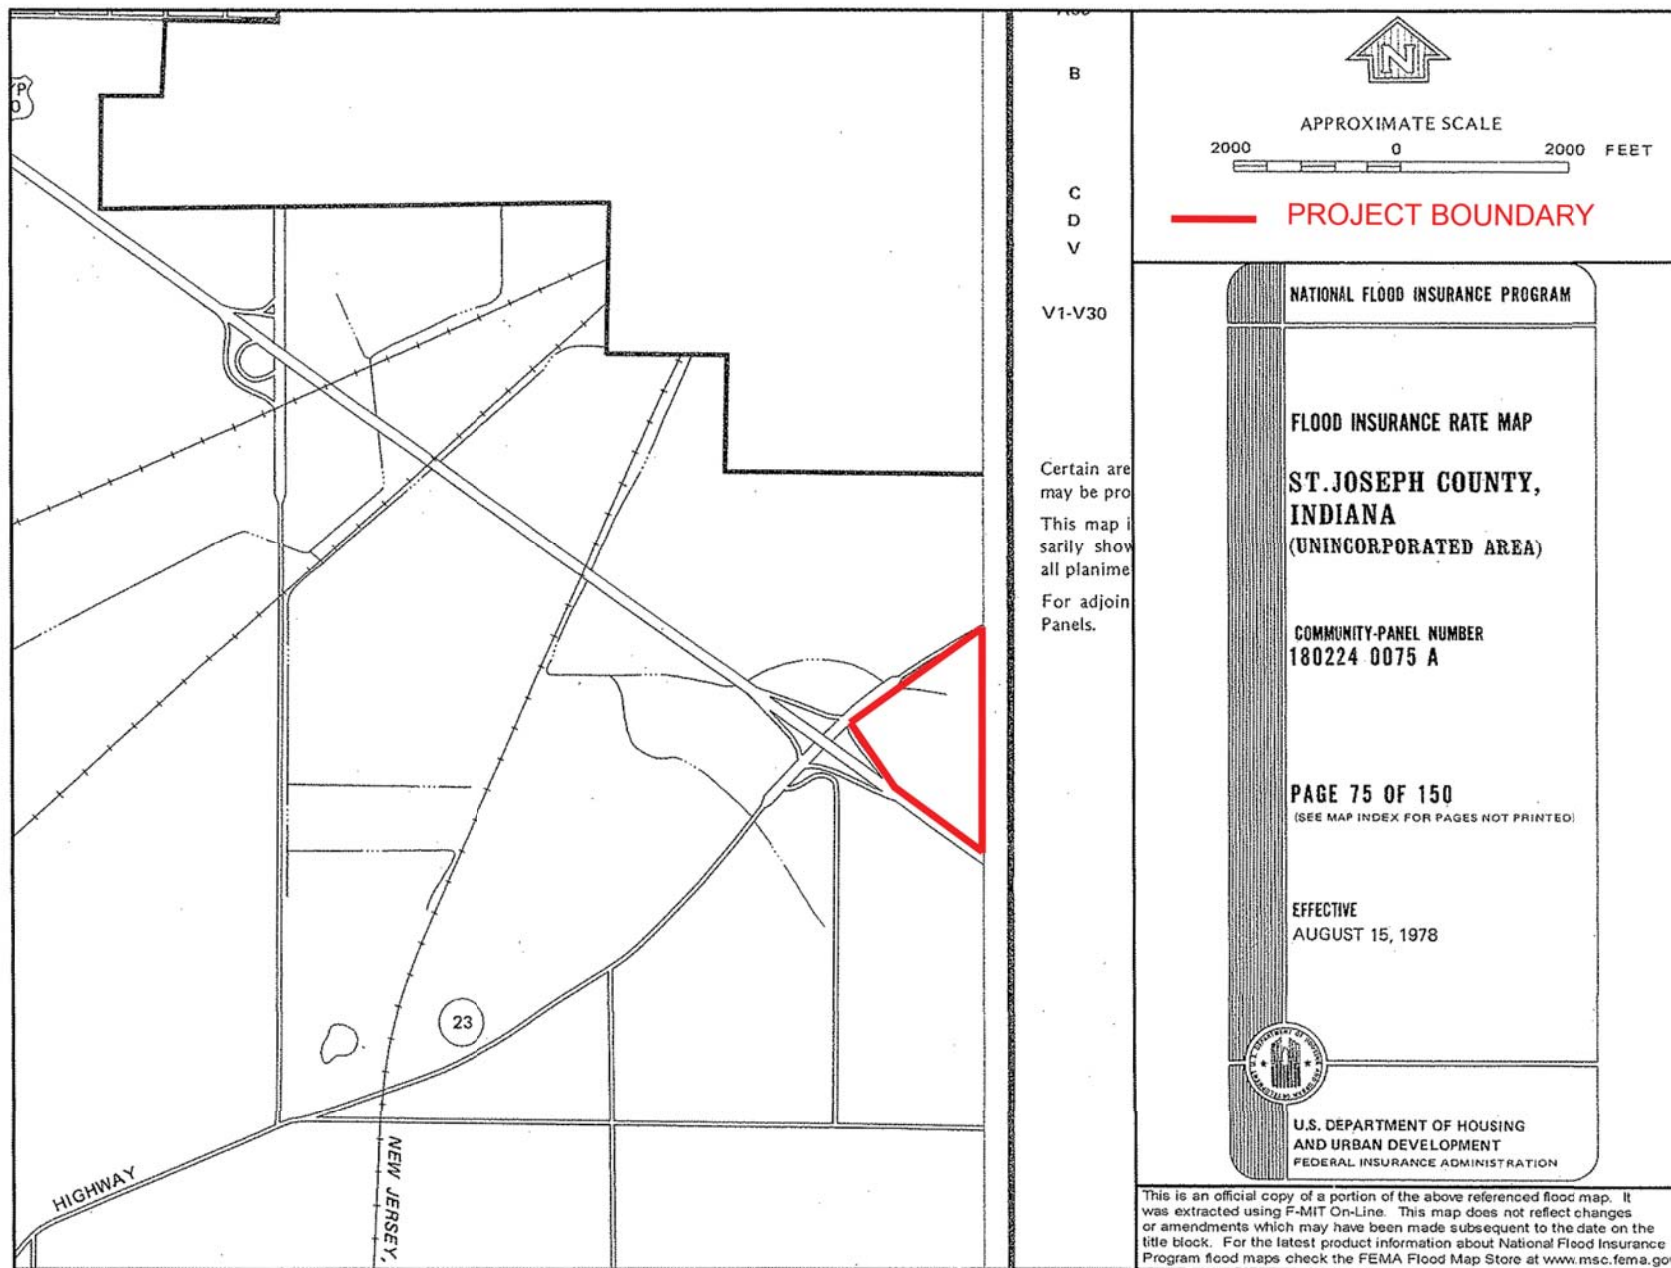 YP
0
23
HIGHWAY
NEW JERSEY,
B
C
D
V
V1-V30
Certain are
may be pro
This map i
sarily show
all planime
For adjoin
Panels.
N
APPROXIMATE SCALE
2000 0 2000 FEET
PROJECT BOUNDARY
NATIONAL FLOOD INSURANCE PROGRAM
FLOOD INSURANCE RATE MAP
ST.JOSEPH COUNTY,
INDIANA
(UNINCORPORATED AREA)
COMMUNITY-PANEL NUMBER
180224 0075 A
PAGE 75 OF 150
(SEE MAP INDEX FOR PAGES NOT PRINTED)
EFFECTIVE
AUGUST 15, 1978
U.S. DEPARTMENT OF HOUSING
AND URBAN DEVELOPMENT
FEDERAL INSURANCE ADMINISTRATION
This is an official copy of a portion of the above referenced flood map. It
was extracted using F-MIT On-Line. This map does not reflect changes
or amendments which may have been made subsequent to the date on the
title block. For the latest product information about National Flood Insurance
Program flood maps check the FEMA Flood Map Store at www.msc.fema.gov